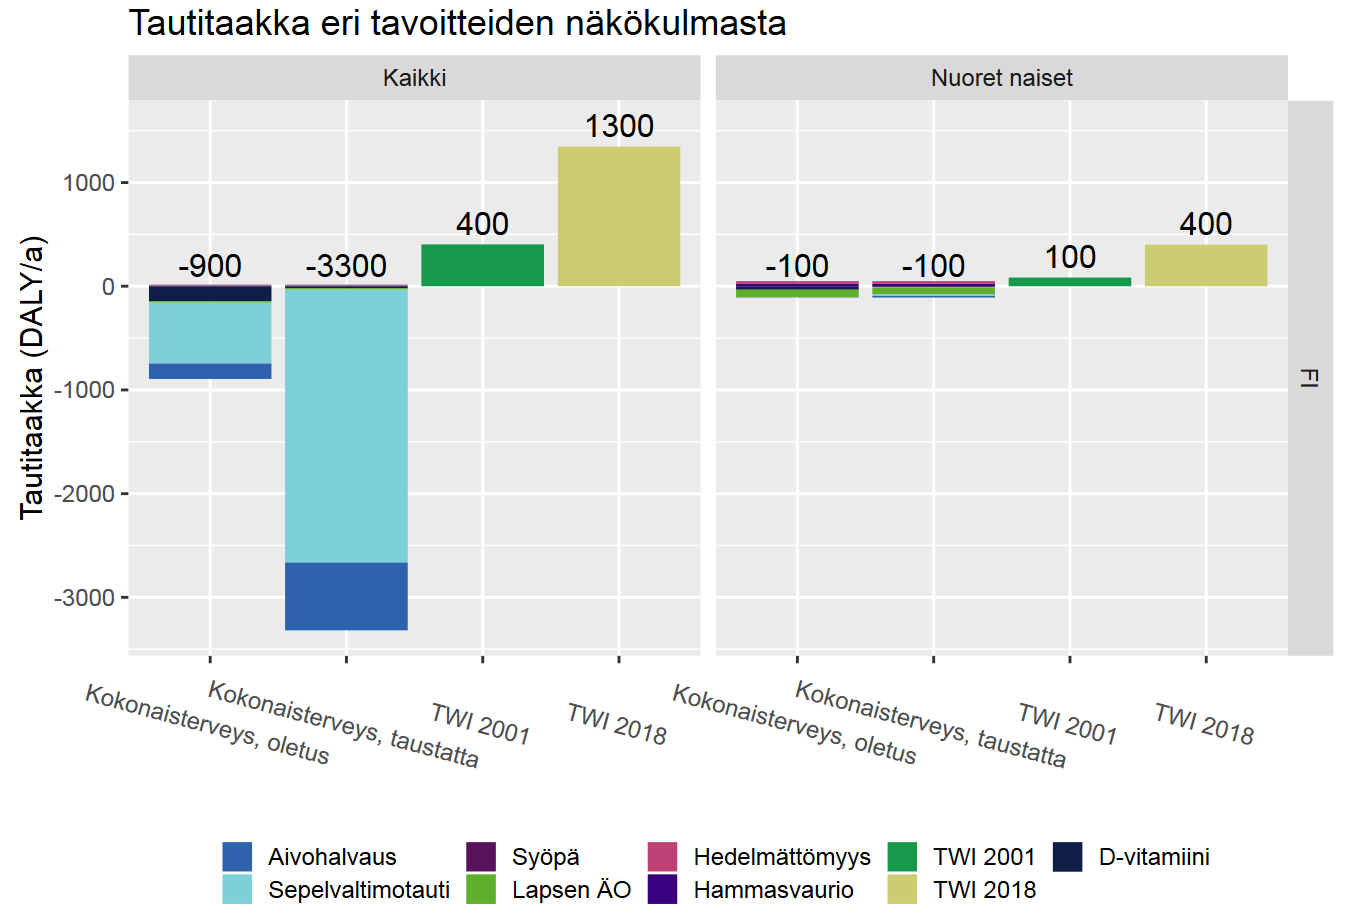 Tautitaakka eri tavoitteiden näkökulmasta
Kaikki
Nuoret naiset
FI
Tautitaakka (DALY/a)
1000
0
-1000
-2000
-3000
-900
-3300
400
1300
-100
-100
100
400
Kokonaisterveys, oletus
Kokonaisterveys, taustatta
TWI 2001
TWI 2018
Kokonaisterveys, oletus
Kokonaisterveys, taustatta
TWI 2001
TWI 2018
Aivohalvaus
Syöpä
Hedelmättömyys
TWI 2001
D-vitamiini
Sepelvaltimotauti
Lapsen ÄO
Hammasvaurio
TWI 2018